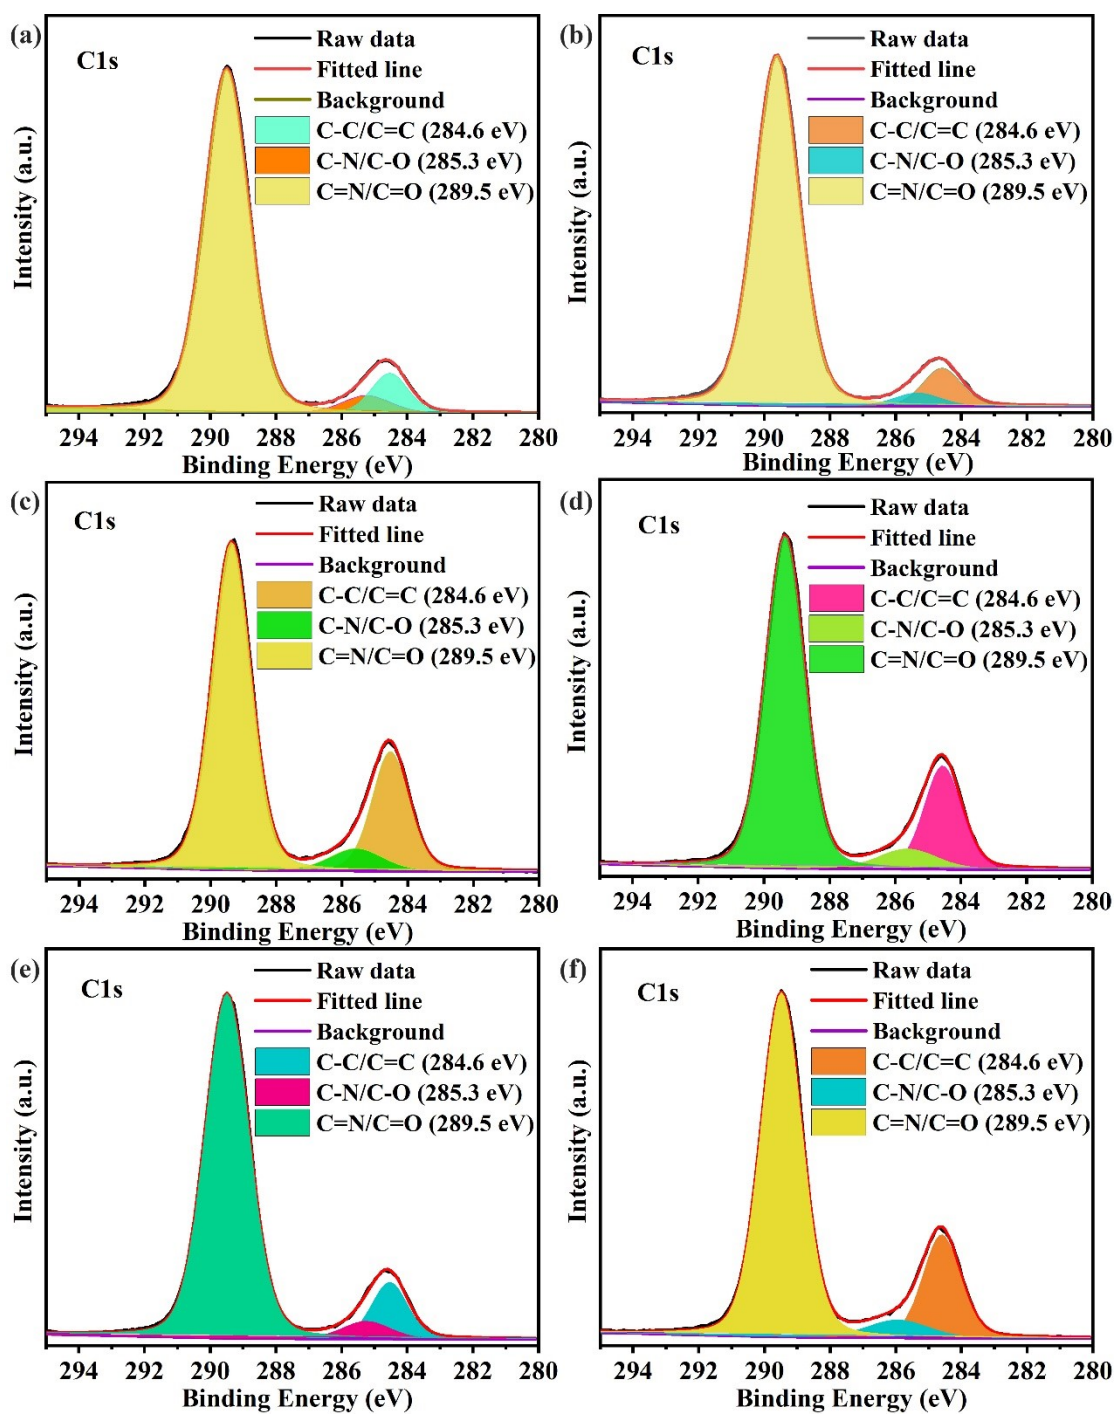 (a)
C1s
Raw data
Fitted line
Background
C-C/C=C (284.6 eV)
C-N/C-O (285.3 eV)
C=N/C=O (289.5 eV)
Intensity (a.u.)
294 292 290 288 286 284 282 280
Binding Energy (eV)
(b)
C1s
Raw data
Fitted line
Background
C-C/C=C (284.6 eV)
C-N/C-O (285.3 eV)
C=N/C=O (289.5 eV)
Intensity (a.u.)
294 292 290 288 286 284 282 280
Binding Energy (eV)
(c)
C1s
Raw data
Fitted line
Background
C-C/C=C (284.6 eV)
C-N/C-O (285.3 eV)
C=N/C=O (289.5 eV)
Intensity (a.u.)
294 292 290 288 286 284 282 280
Binding Energy (eV)
(d)
C1s
Raw data
Fitted line
Background
C-C/C=C (284.6 eV)
C-N/C-O (285.3 eV)
C=N/C=O (289.5 eV)
Intensity (a.u.)
294 292 290 288 286 284 282 280
Binding Energy (eV)
(e)
C1s
Raw data
Fitted line
Background
C-C/C=C (284.6 eV)
C-N/C-O (285.3 eV)
C=N/C=O (289.5 eV)
Intensity (a.u.)
294 292 290 288 286 284 282 280
Binding Energy (eV)
(f)
C1s
Raw data
Fitted line
Background
C-C/C=C (284.6 eV)
C-N/C-O (285.3 eV)
C=N/C=O (289.5 eV)
Intensity (a.u.)
294 292 290 288 286 284 282 280
Binding Energy (eV)